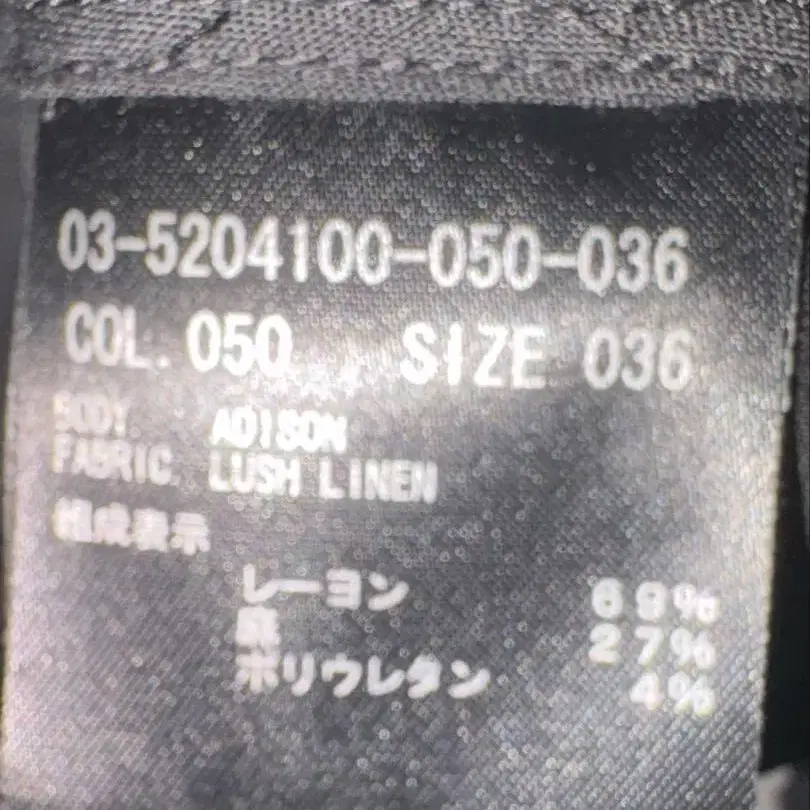 03-5204100-050-036
COL. 050 SIZE 036
BODY. ADISON
FABRIC. LUSH LINEN
組成表示
レーヨン 69%
麻 27%
ポリウレタン 4%